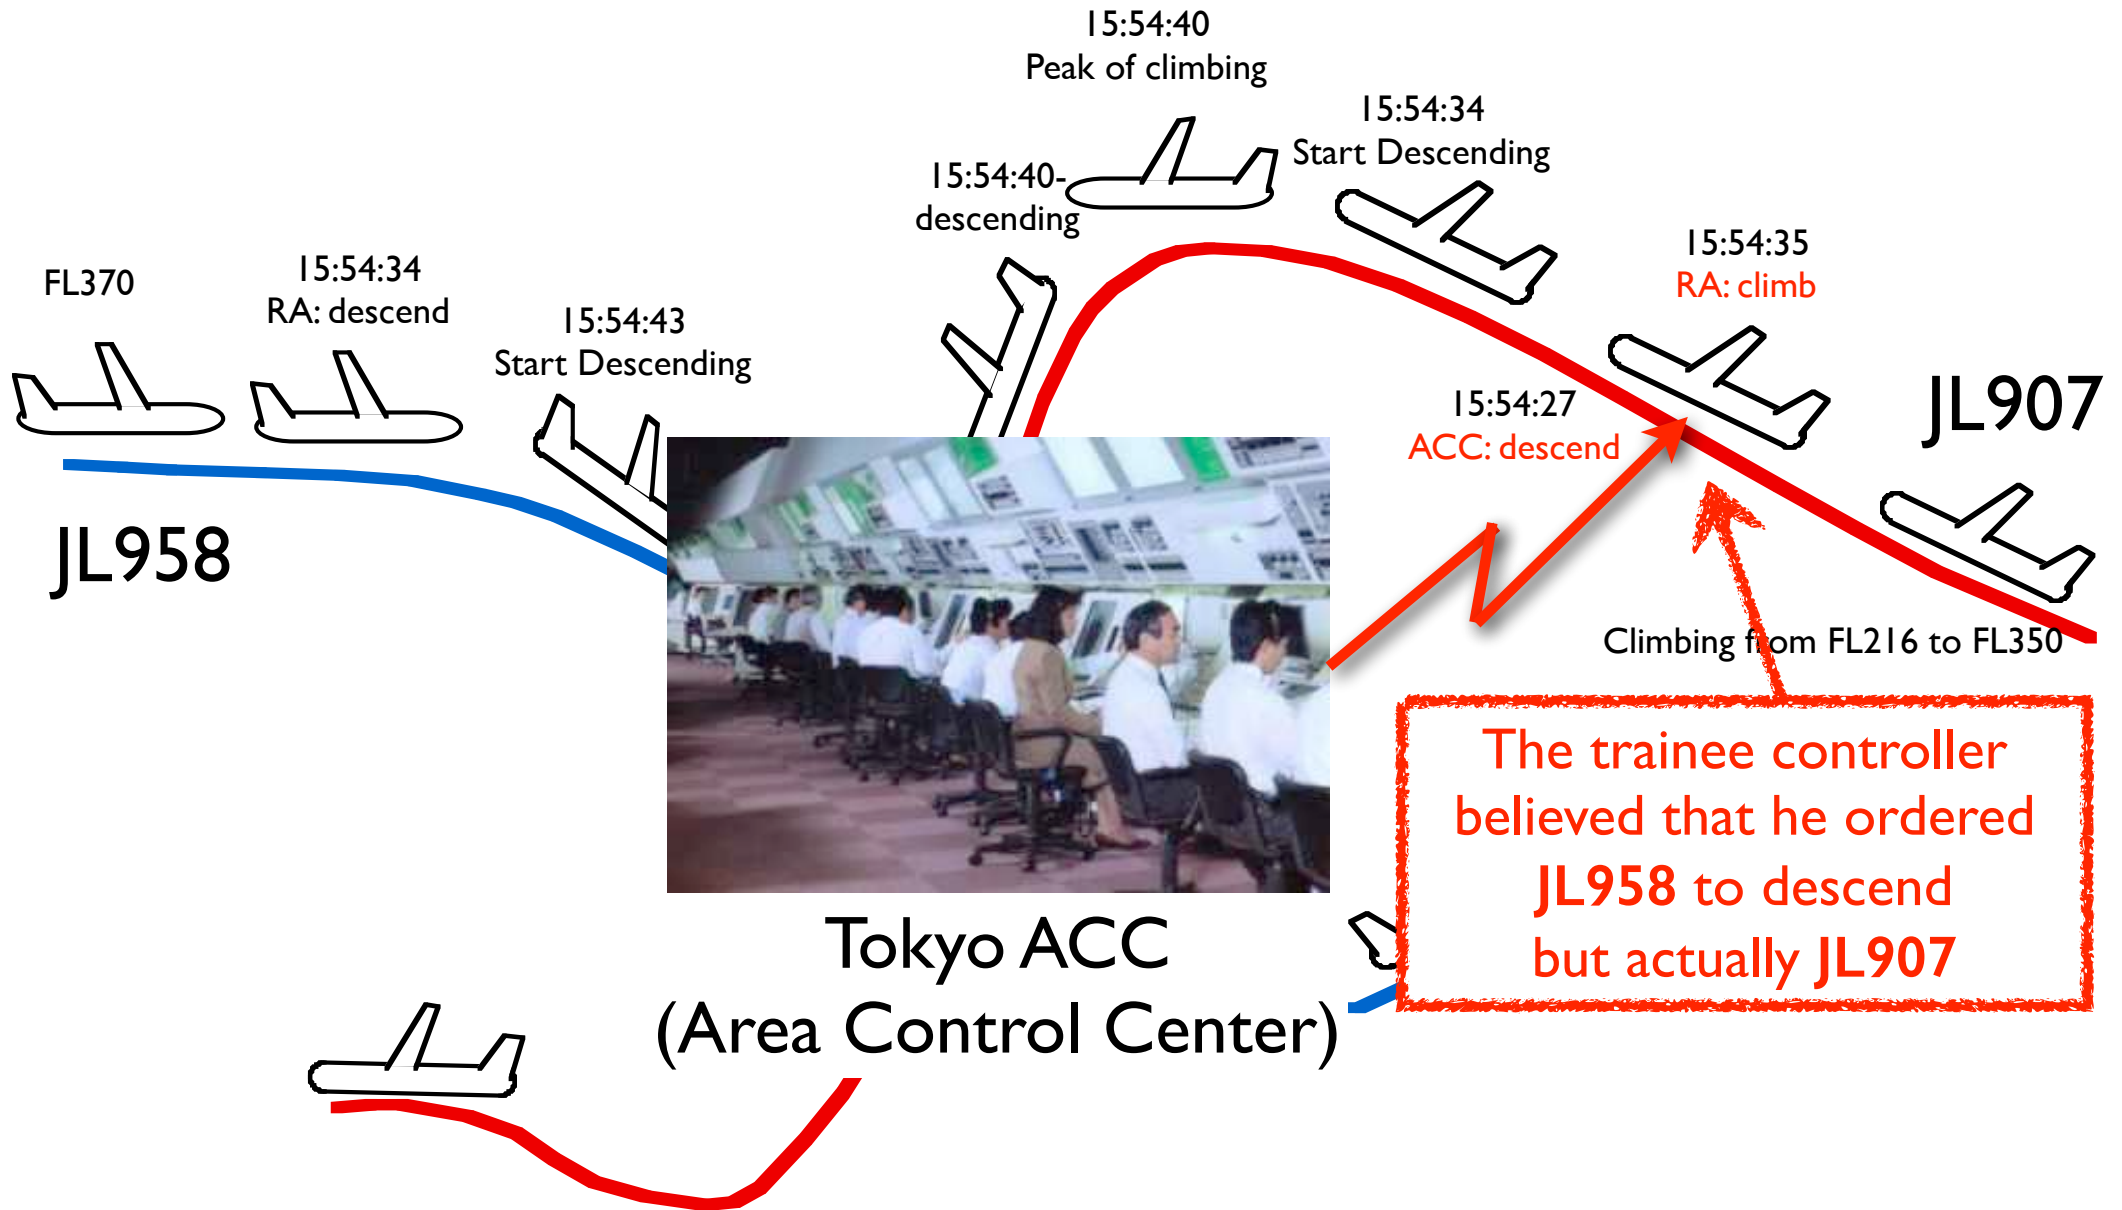 15:54:40
Peak of climbing
15:54:34
Start Descending
15:54:40-
descending
15:54:35
RA: climb
FL370
15:54:34
RA: descend
15:54:43
Start Descending
JL907
15:54:27
ACC: descend
JL958
Climbing from FL216 to FL350
The trainee controller
believed that he ordered
JL958 to descend
but actually JL907
Tokyo ACC
(Area Control Center)